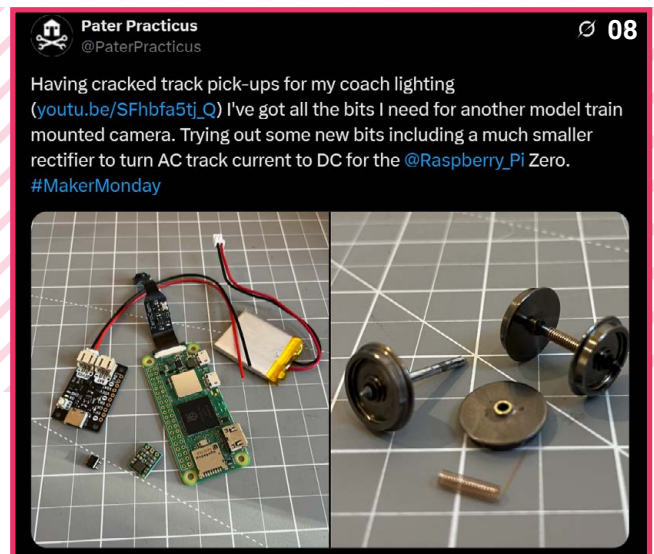 Pater Practicus
@PaterPracticus
08
Having cracked track pick-ups for my coach lighting
(youtu.be/SFhbfa5tj_Q) I've got all the bits I need for another model train
mounted camera. Trying out some new bits including a much smaller
rectifier to turn AC track current to DC for the @Raspberry_Pi Zero.
#MakerMonday